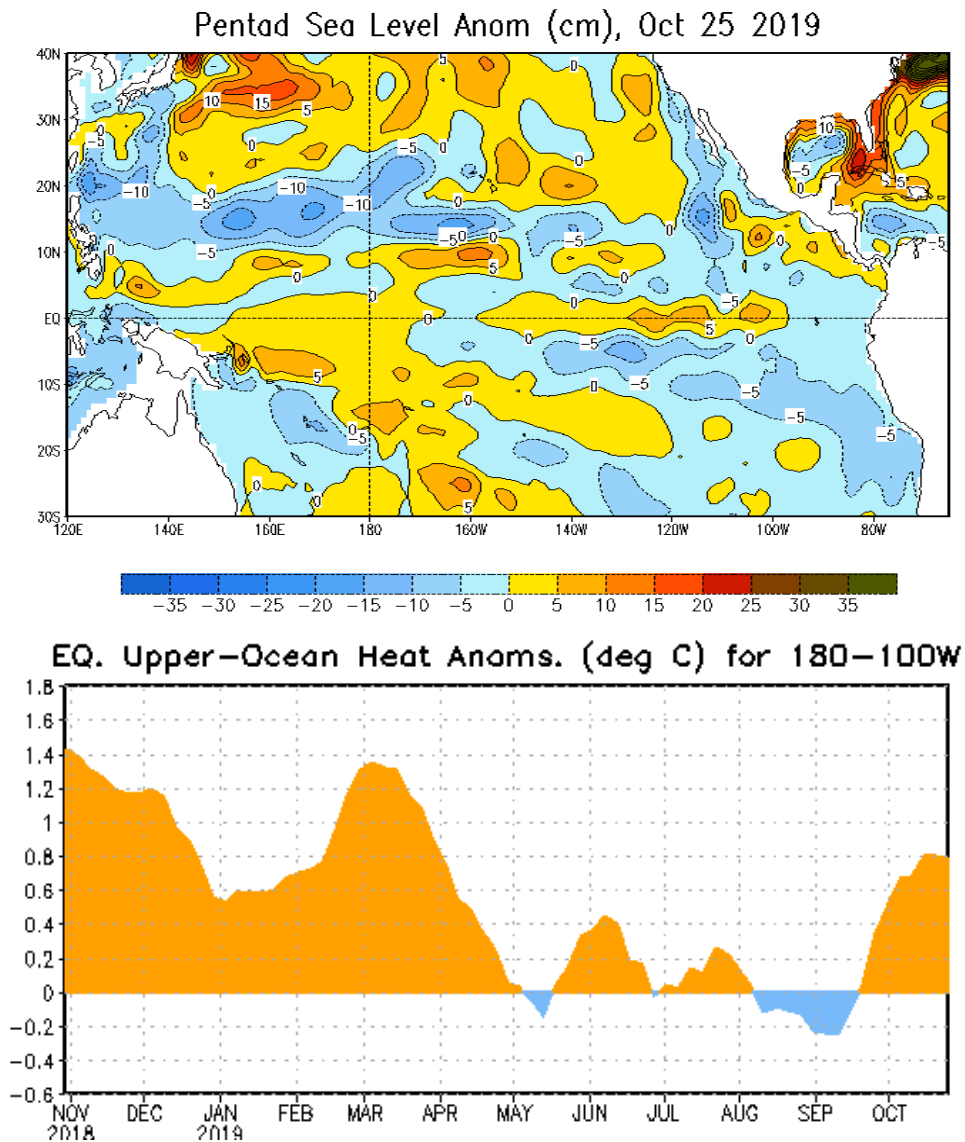 Pentad Sea Level Anom (cm), Oct 25 2019
40N
30N
20N
10N
EQ
10S
20S
30S
120E 140E 160E 180 160W 140W 120W 100W 80W
-35 -30 -25 -20 -15 -10 -5 0 5 10 15 20 25 30 35
EQ. Upper-Ocean Heat Anoms. (deg C) for 180-100W
1.8
1.6
1.4
1.2
1
0.8
0.6
0.4
0.2
0
-0.2
-0.4
-0.6
NOV DEC JAN FEB MAR APR MAY JUN JUL AUG SEP OCT
2018 2019